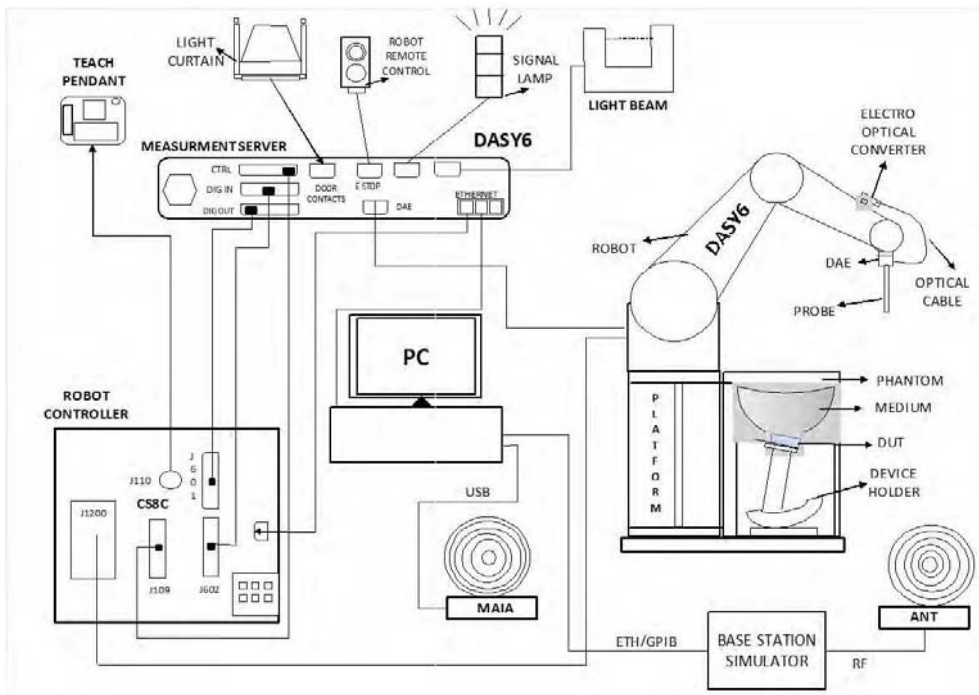 LIGHT
CURTAIN
ROBOT
REMOTE
CONTROL
SIGNAL
LAMP
LIGHT BEAM
TEACH
PENDANT
MEASURMENT SERVER
DASY6
CTRL
DIG IN
DIG OUT
DOOR
CONTACTS
E STOP
DAE
ETHERNET
ELECTRO
OPTICAL
CONVERTER
ROBOT
DASY6
DAE
OPTICAL
CABLE
PROBE
PC
ROBOT
CONTROLLER
PLATFORM
PHANTOM
MEDIUM
DUT
DEVICE
HOLDER
J110
J601
CS8C
J1200
J109
J602
USB
MAIA
ETH/GPIB
BASE STATION
SIMULATOR
RF
ANT